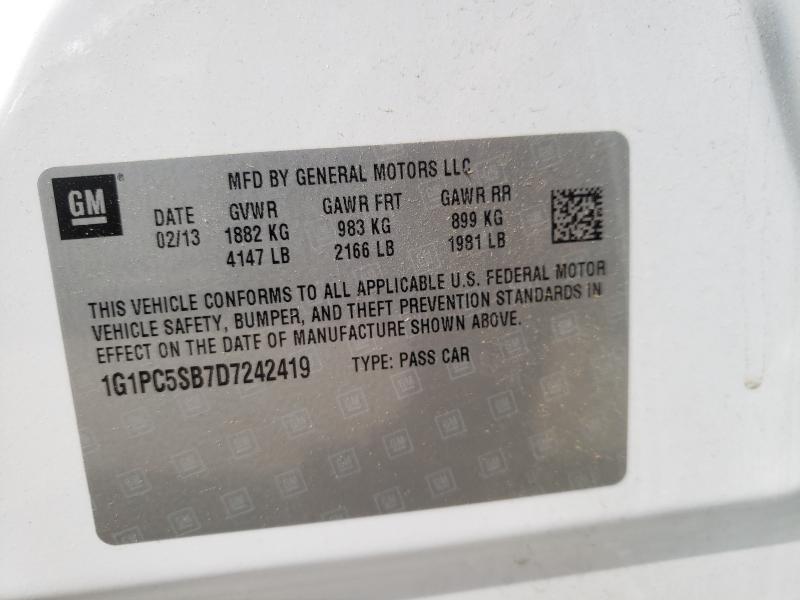 GM
MFD BY GENERAL MOTORS LLC
DATE GVWR GAWR FRT GAWR RR
02/13 1882 KG 983 KG 899 KG
4147 LB 2166 LB 1981 LB
THIS VEHICLE CONFORMS TO ALL APPLICABLE U.S. FEDERAL MOTOR
VEHICLE SAFETY, BUMPER, AND THEFT PREVENTION STANDARDS IN
EFFECT ON THE DATE OF MANUFACTURE SHOWN ABOVE.
1G1PC5SB7D7242419 TYPE: PASS CAR